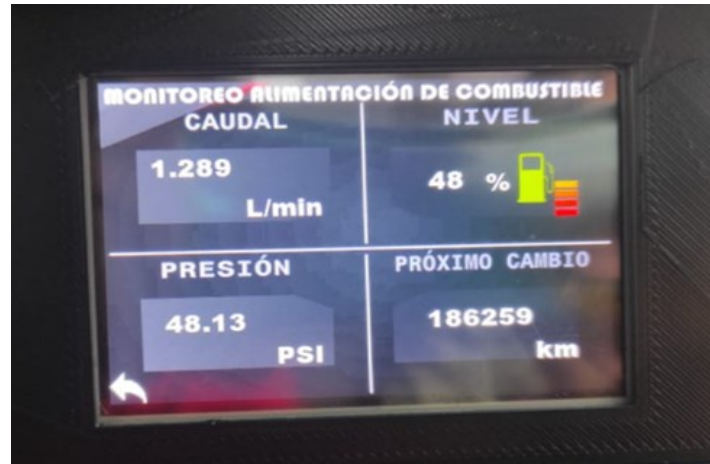 MONITOREO ALIMENTACIÓN DE COMBUSTIBLE
CAUDAL
1.289
L/min
NIVEL
48 %
PRESIÓN
48.13
PSI
PRÓXIMO CAMBIO
186259
km